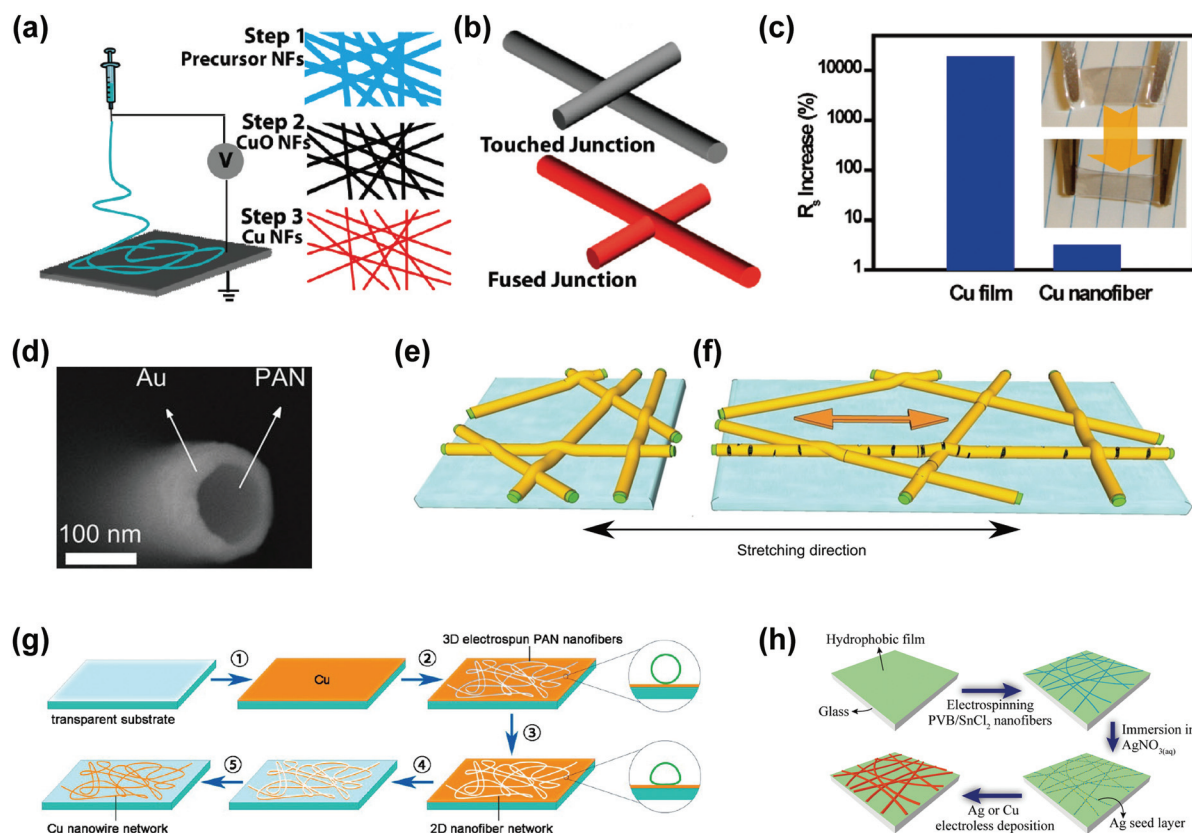 (a)
Step 1
Precursor NFs
Step 2
CuO NFs
Step 3
Cu NFs
V
(b)
Touched Junction
Fused Junction
(c)
R_s Increase (%)
10000
1000
100
10
1
Cu film
Cu nanofiber
(d)
Au
PAN
100 nm
(e)
(f)
Stretching direction
(g)
3D electrospun PAN nanofibers
①
Cu
②
transparent substrate
③
⑤
④
Cu nanowire network
2D nanofiber network
(h)
Hydrophobic film
Glass
Electrospinning
PVB/SnCl₂ nanofibers
Immersion in
AgNO₃₍aq₎
Ag or Cu
electroless deposition
Ag seed layer